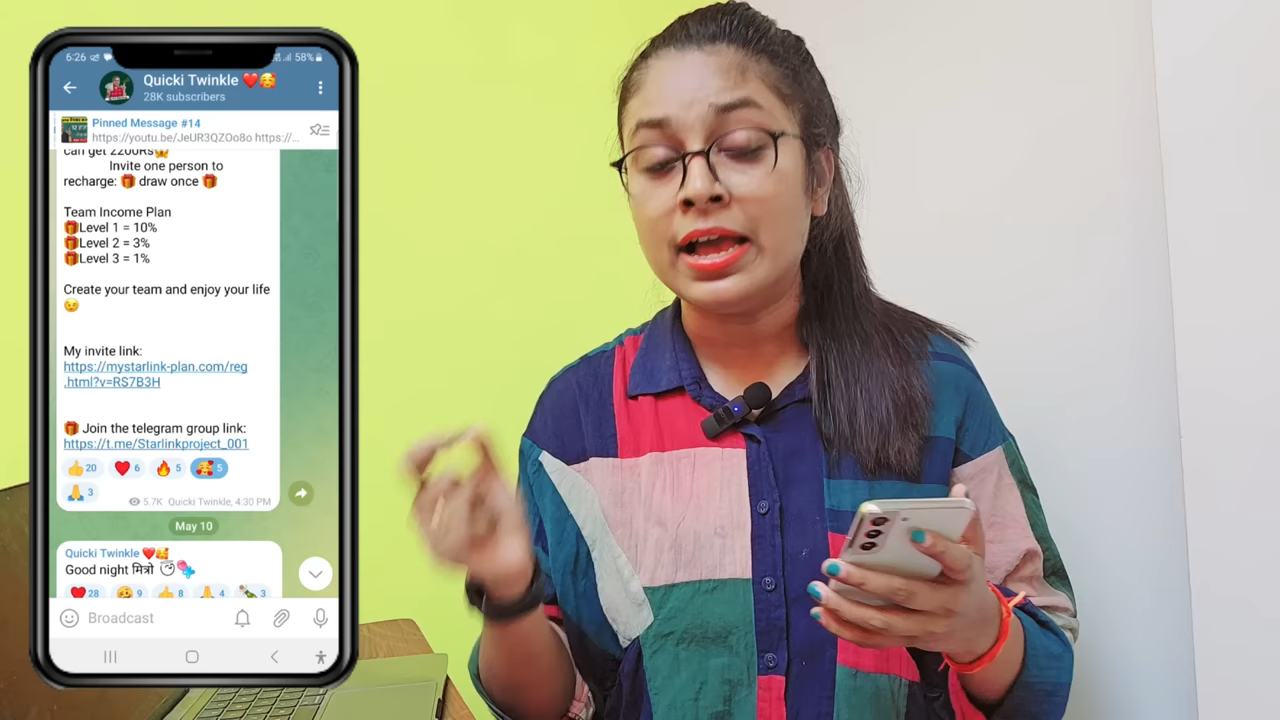 6:26 58%
Quicki Twinkle ❤️🥰
28K subscribers
Pinned Message #14
https://youtu.be/JeUR3QZOo8o https://...
can get 2200Rs🎉
Invite one person to
recharge: 🎁 draw once 🎁
Team Income Plan
🎁Level 1 = 10%
🎁Level 2 = 3%
🎁Level 3 = 1%
Create your team and enjoy your life
😉
My invite link:
https://mystarlink-plan.com/reg
.html?v=RS7B3H
🎁 Join the telegram group link:
https://t.me/Starlinkproject_001
👍 20 ❤️ 6 🔥 5 🥰 5
🙏 3
5.7K Quicki Twinkle, 4:30 PM
May 10
Quicki Twinkle ❤️🥰
Good night मित्रो
❤️ 28 9 👍 8 🙏 4 🍾 3
Broadcast